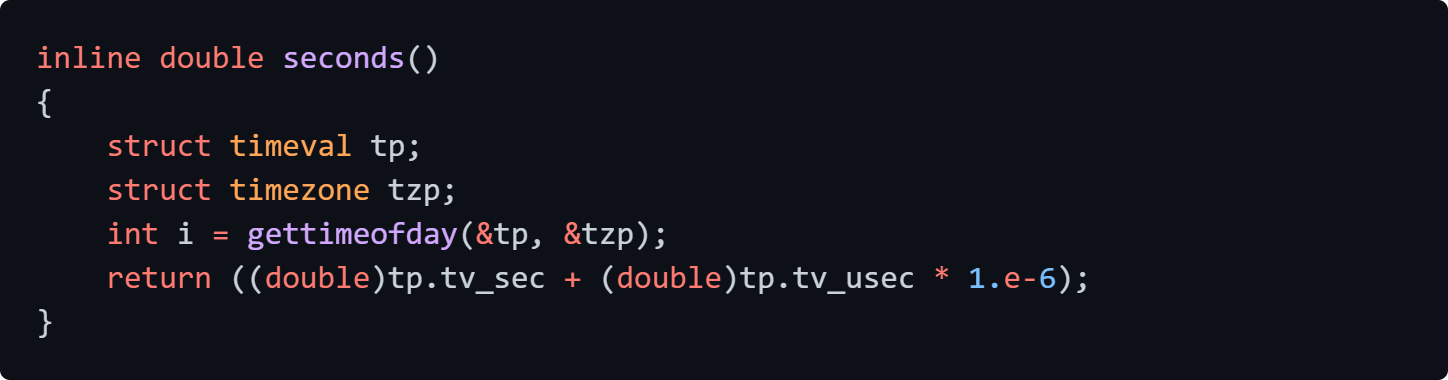 inline double seconds()
{
    struct timeval tp;
    struct timezone tzp;
    int i = gettimeofday(&tp, &tzp);
    return ((double)tp.tv_sec + (double)tp.tv_usec * 1.e-6);
}